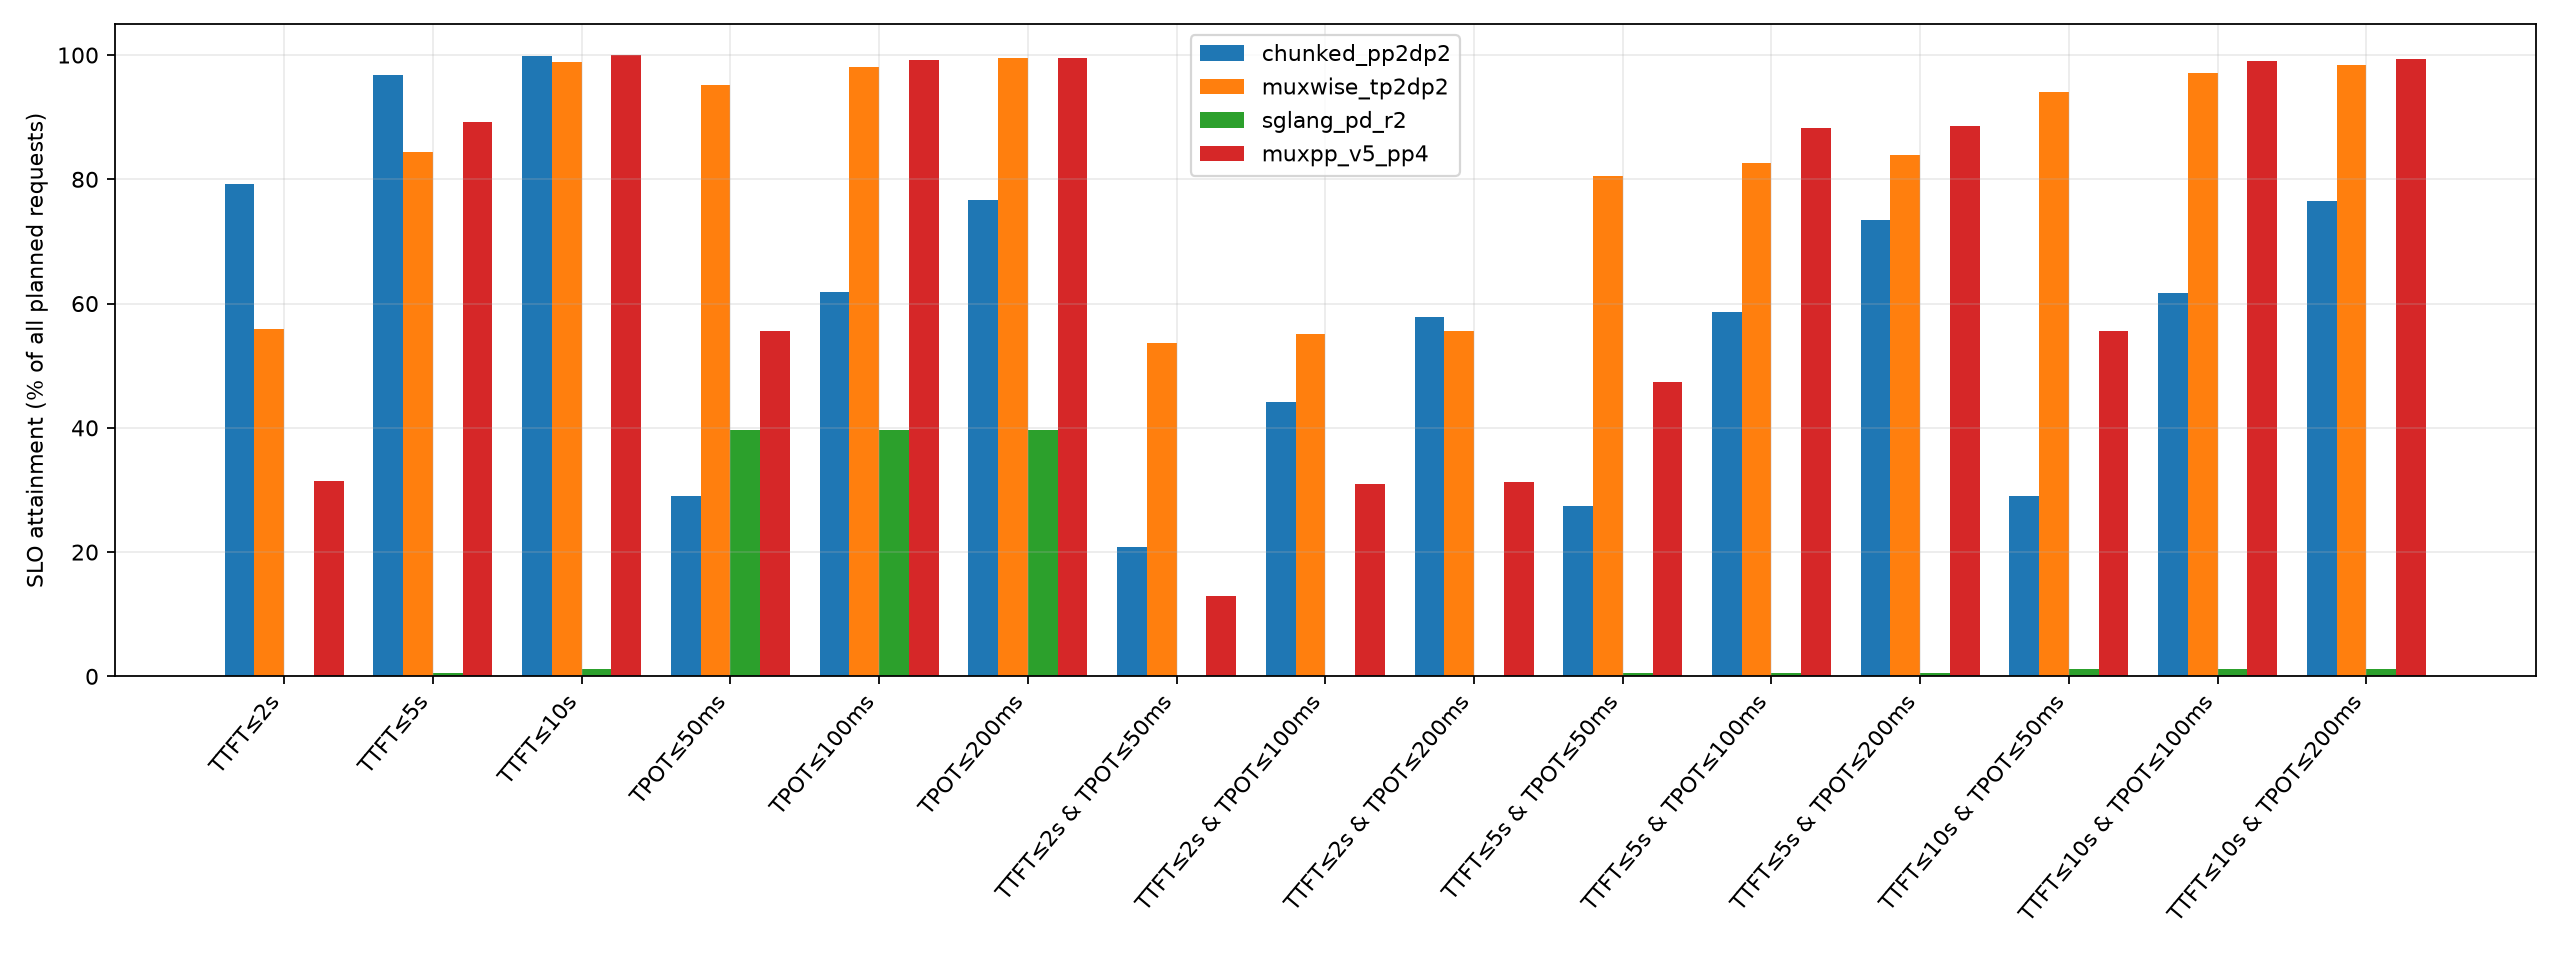 SLO attainment (% of all planned requests)
100
80
60
40
20
0
chunked_pp2dp2
muxwise_tp2dp2
sglang_pd_r2
muxpp_v5_pp4
TTFT≤2s
TTFT≤5s
TTFT≤10s
TPOT≤50ms
TPOT≤100ms
TPOT≤200ms
TTFT≤2s & TPOT≤50ms
TTFT≤2s & TPOT≤100ms
TTFT≤2s & TPOT≤200ms
TTFT≤5s & TPOT≤50ms
TTFT≤5s & TPOT≤100ms
TTFT≤5s & TPOT≤200ms
TTFT≤10s & TPOT≤50ms
TTFT≤10s & TPOT≤100ms
TTFT≤10s & TPOT≤200ms